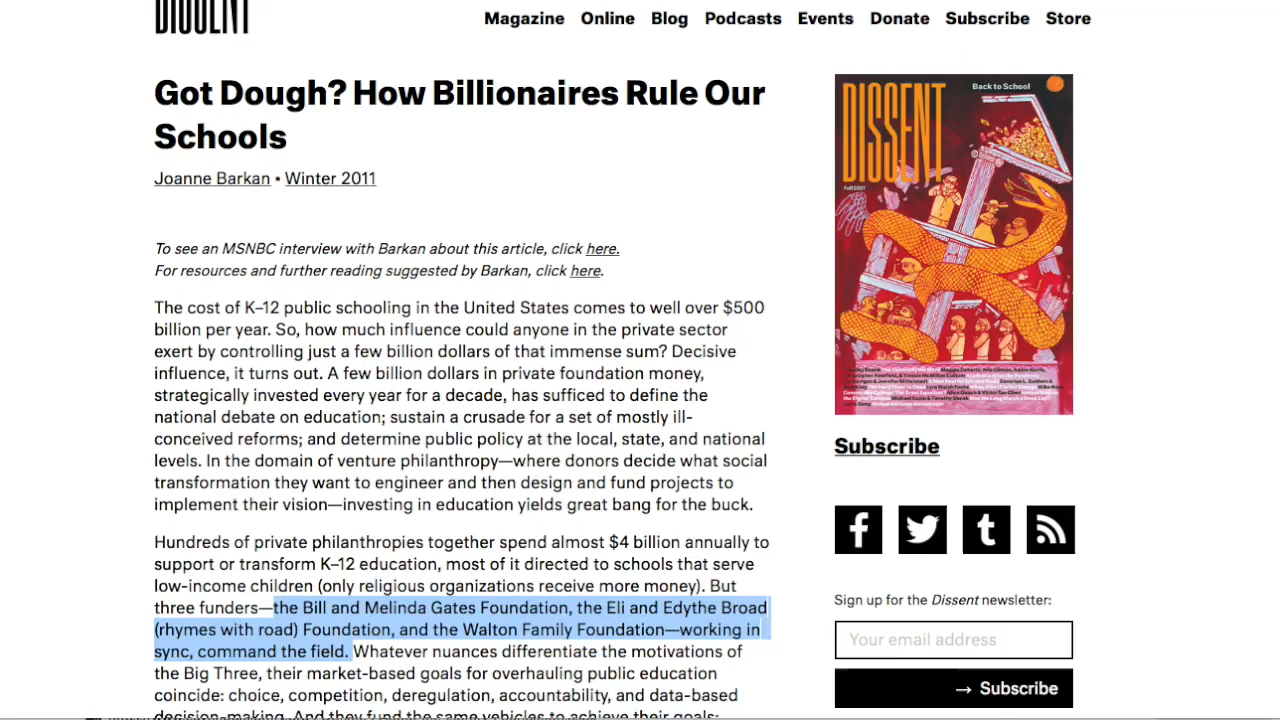 DISSENT
Magazine Online Blog Podcasts Events Donate Subscribe Store
Got Dough? How Billionaires Rule Our
Schools
Joanne Barkan • Winter 2011
To see an MSNBC interview with Barkan about this article, click here.
For resources and further reading suggested by Barkan, click here.
The cost of K–12 public schooling in the United States comes to well over $500
billion per year. So, how much influence could anyone in the private sector
exert by controlling just a few billion dollars of that immense sum? Decisive
influence, it turns out. A few billion dollars in private foundation money,
strategically invested every year for a decade, has sufficed to define the
national debate on education; sustain a crusade for a set of mostly ill-
conceived reforms; and determine public policy at the local, state, and national
levels. In the domain of venture philanthropy—where donors decide what social
transformation they want to engineer and then design and fund projects to
implement their vision—investing in education yields great bang for the buck.
Hundreds of private philanthropies together spend almost $4 billion annually to
support or transform K–12 education, most of it directed to schools that serve
low-income children (only religious organizations receive more money). But
three funders—the Bill and Melinda Gates Foundation, the Eli and Edythe Broad
(rhymes with road) Foundation, and the Walton Family Foundation—working in
sync, command the field. Whatever nuances differentiate the motivations of
the Big Three, their market-based goals for overhauling public education
coincide: choice, competition, deregulation, accountability, and data-based
decision-making. And they fund the same vehicles to achieve their goals:
Back to School
DISSENT
Fall 2021
Subscribe
Sign up for the Dissent newsletter:
Your email address
→ Subscribe